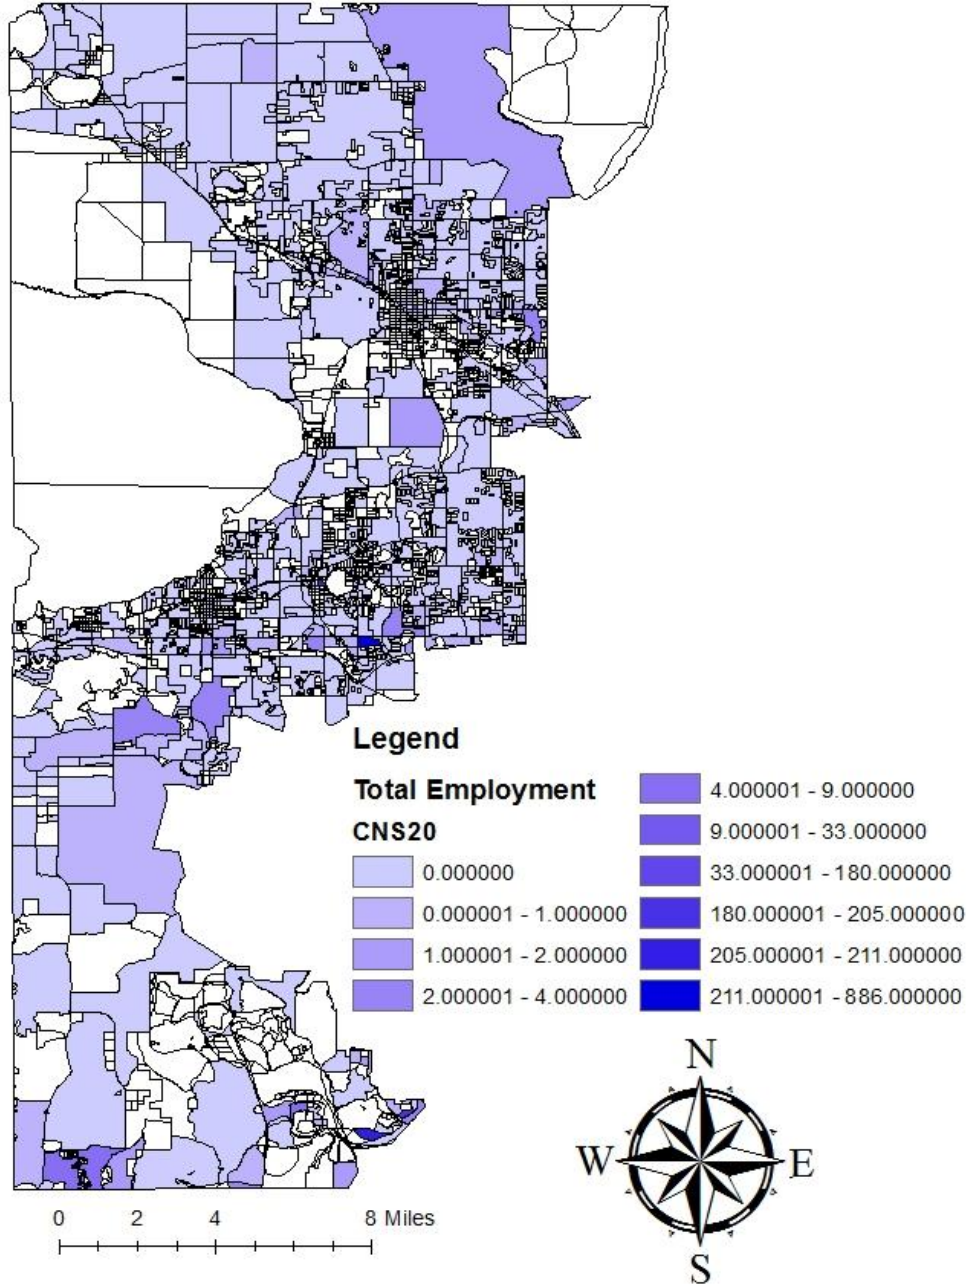 Legend
Total Employment
CNS20
0.000000
0.000001 - 1.000000
1.000001 - 2.000000
2.000001 - 4.000000
4.000001 - 9.000000
9.000001 - 33.000000
33.000001 - 180.000000
180.000001 - 205.000000
205.000001 - 211.000000
211.000001 - 886.000000
N
W E
S
0 2 4 8 Miles